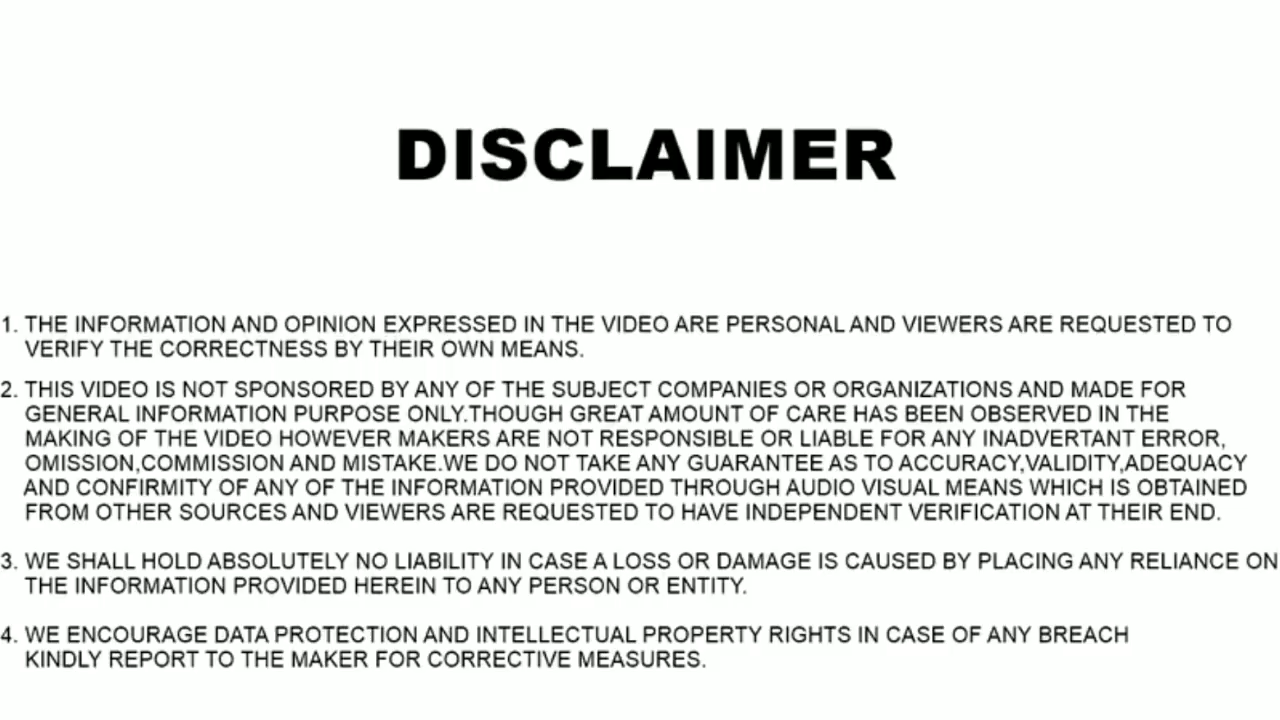 DISCLAIMER
1. THE INFORMATION AND OPINION EXPRESSED IN THE VIDEO ARE PERSONAL AND VIEWERS ARE REQUESTED TO
VERIFY THE CORRECTNESS BY THEIR OWN MEANS.
2. THIS VIDEO IS NOT SPONSORED BY ANY OF THE SUBJECT COMPANIES OR ORGANIZATIONS AND MADE FOR
GENERAL INFORMATION PURPOSE ONLY.THOUGH GREAT AMOUNT OF CARE HAS BEEN OBSERVED IN THE
MAKING OF THE VIDEO HOWEVER MAKERS ARE NOT RESPONSIBLE OR LIABLE FOR ANY INADVERTANT ERROR,
OMISSION,COMMISSION AND MISTAKE.WE DO NOT TAKE ANY GUARANTEE AS TO ACCURACY,VALIDITY,ADEQUACY
AND CONFIRMITY OF ANY OF THE INFORMATION PROVIDED THROUGH AUDIO VISUAL MEANS WHICH IS OBTAINED
FROM OTHER SOURCES AND VIEWERS ARE REQUESTED TO HAVE INDEPENDENT VERIFICATION AT THEIR END.
3. WE SHALL HOLD ABSOLUTELY NO LIABILITY IN CASE A LOSS OR DAMAGE IS CAUSED BY PLACING ANY RELIANCE ON
THE INFORMATION PROVIDED HEREIN TO ANY PERSON OR ENTITY.
4. WE ENCOURAGE DATA PROTECTION AND INTELLECTUAL PROPERTY RIGHTS IN CASE OF ANY BREACH
KINDLY REPORT TO THE MAKER FOR CORRECTIVE MEASURES.